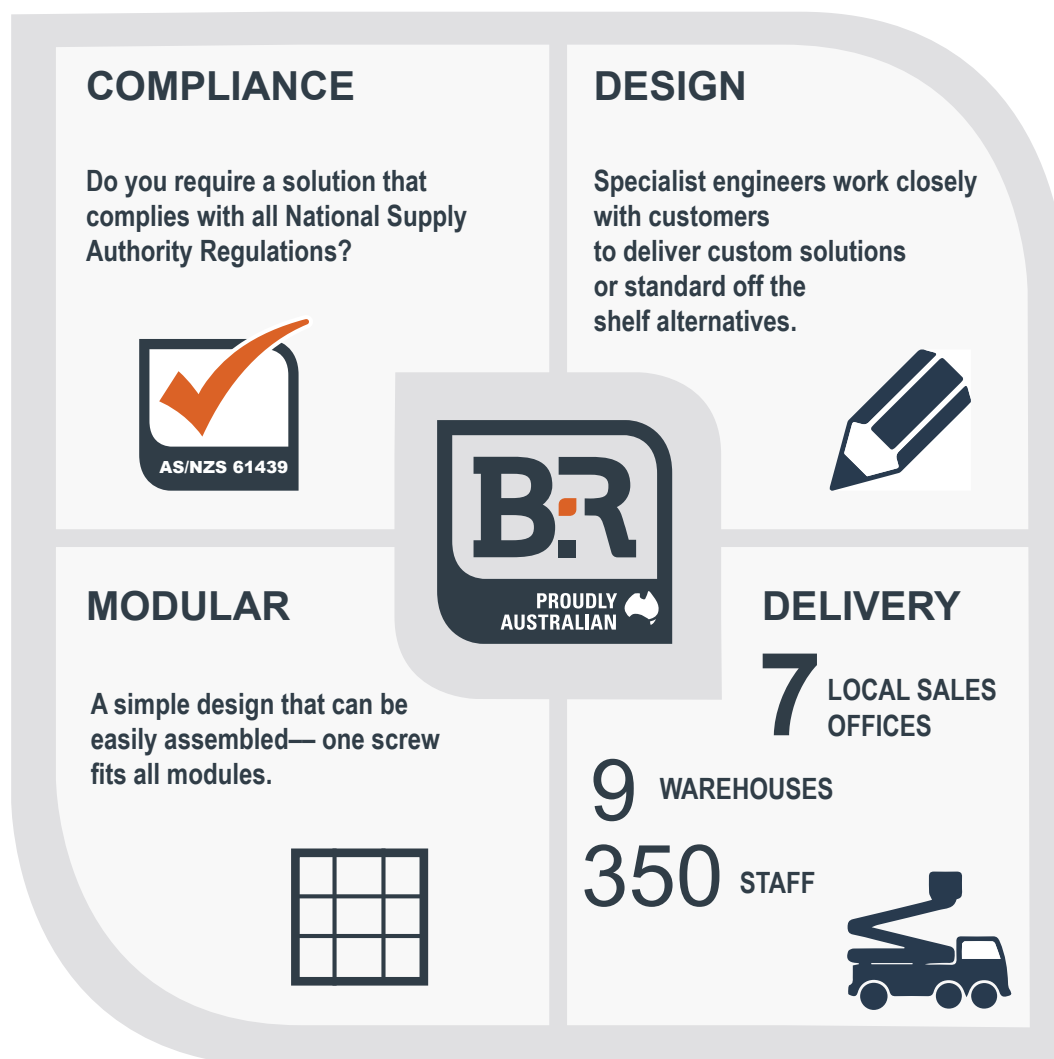 COMPLIANCE
Do you require a solution that
complies with all National Supply
Authority Regulations?
AS/NZS 61439
DESIGN
Specialist engineers work closely
with customers
to deliver custom solutions
or standard off the
shelf alternatives.
B:R
PROUDLY
AUSTRALIAN
MODULAR
A simple design that can be
easily assembled— one screw
fits all modules.
DELIVERY
7 LOCAL SALES
OFFICES
9 WAREHOUSES
350 STAFF